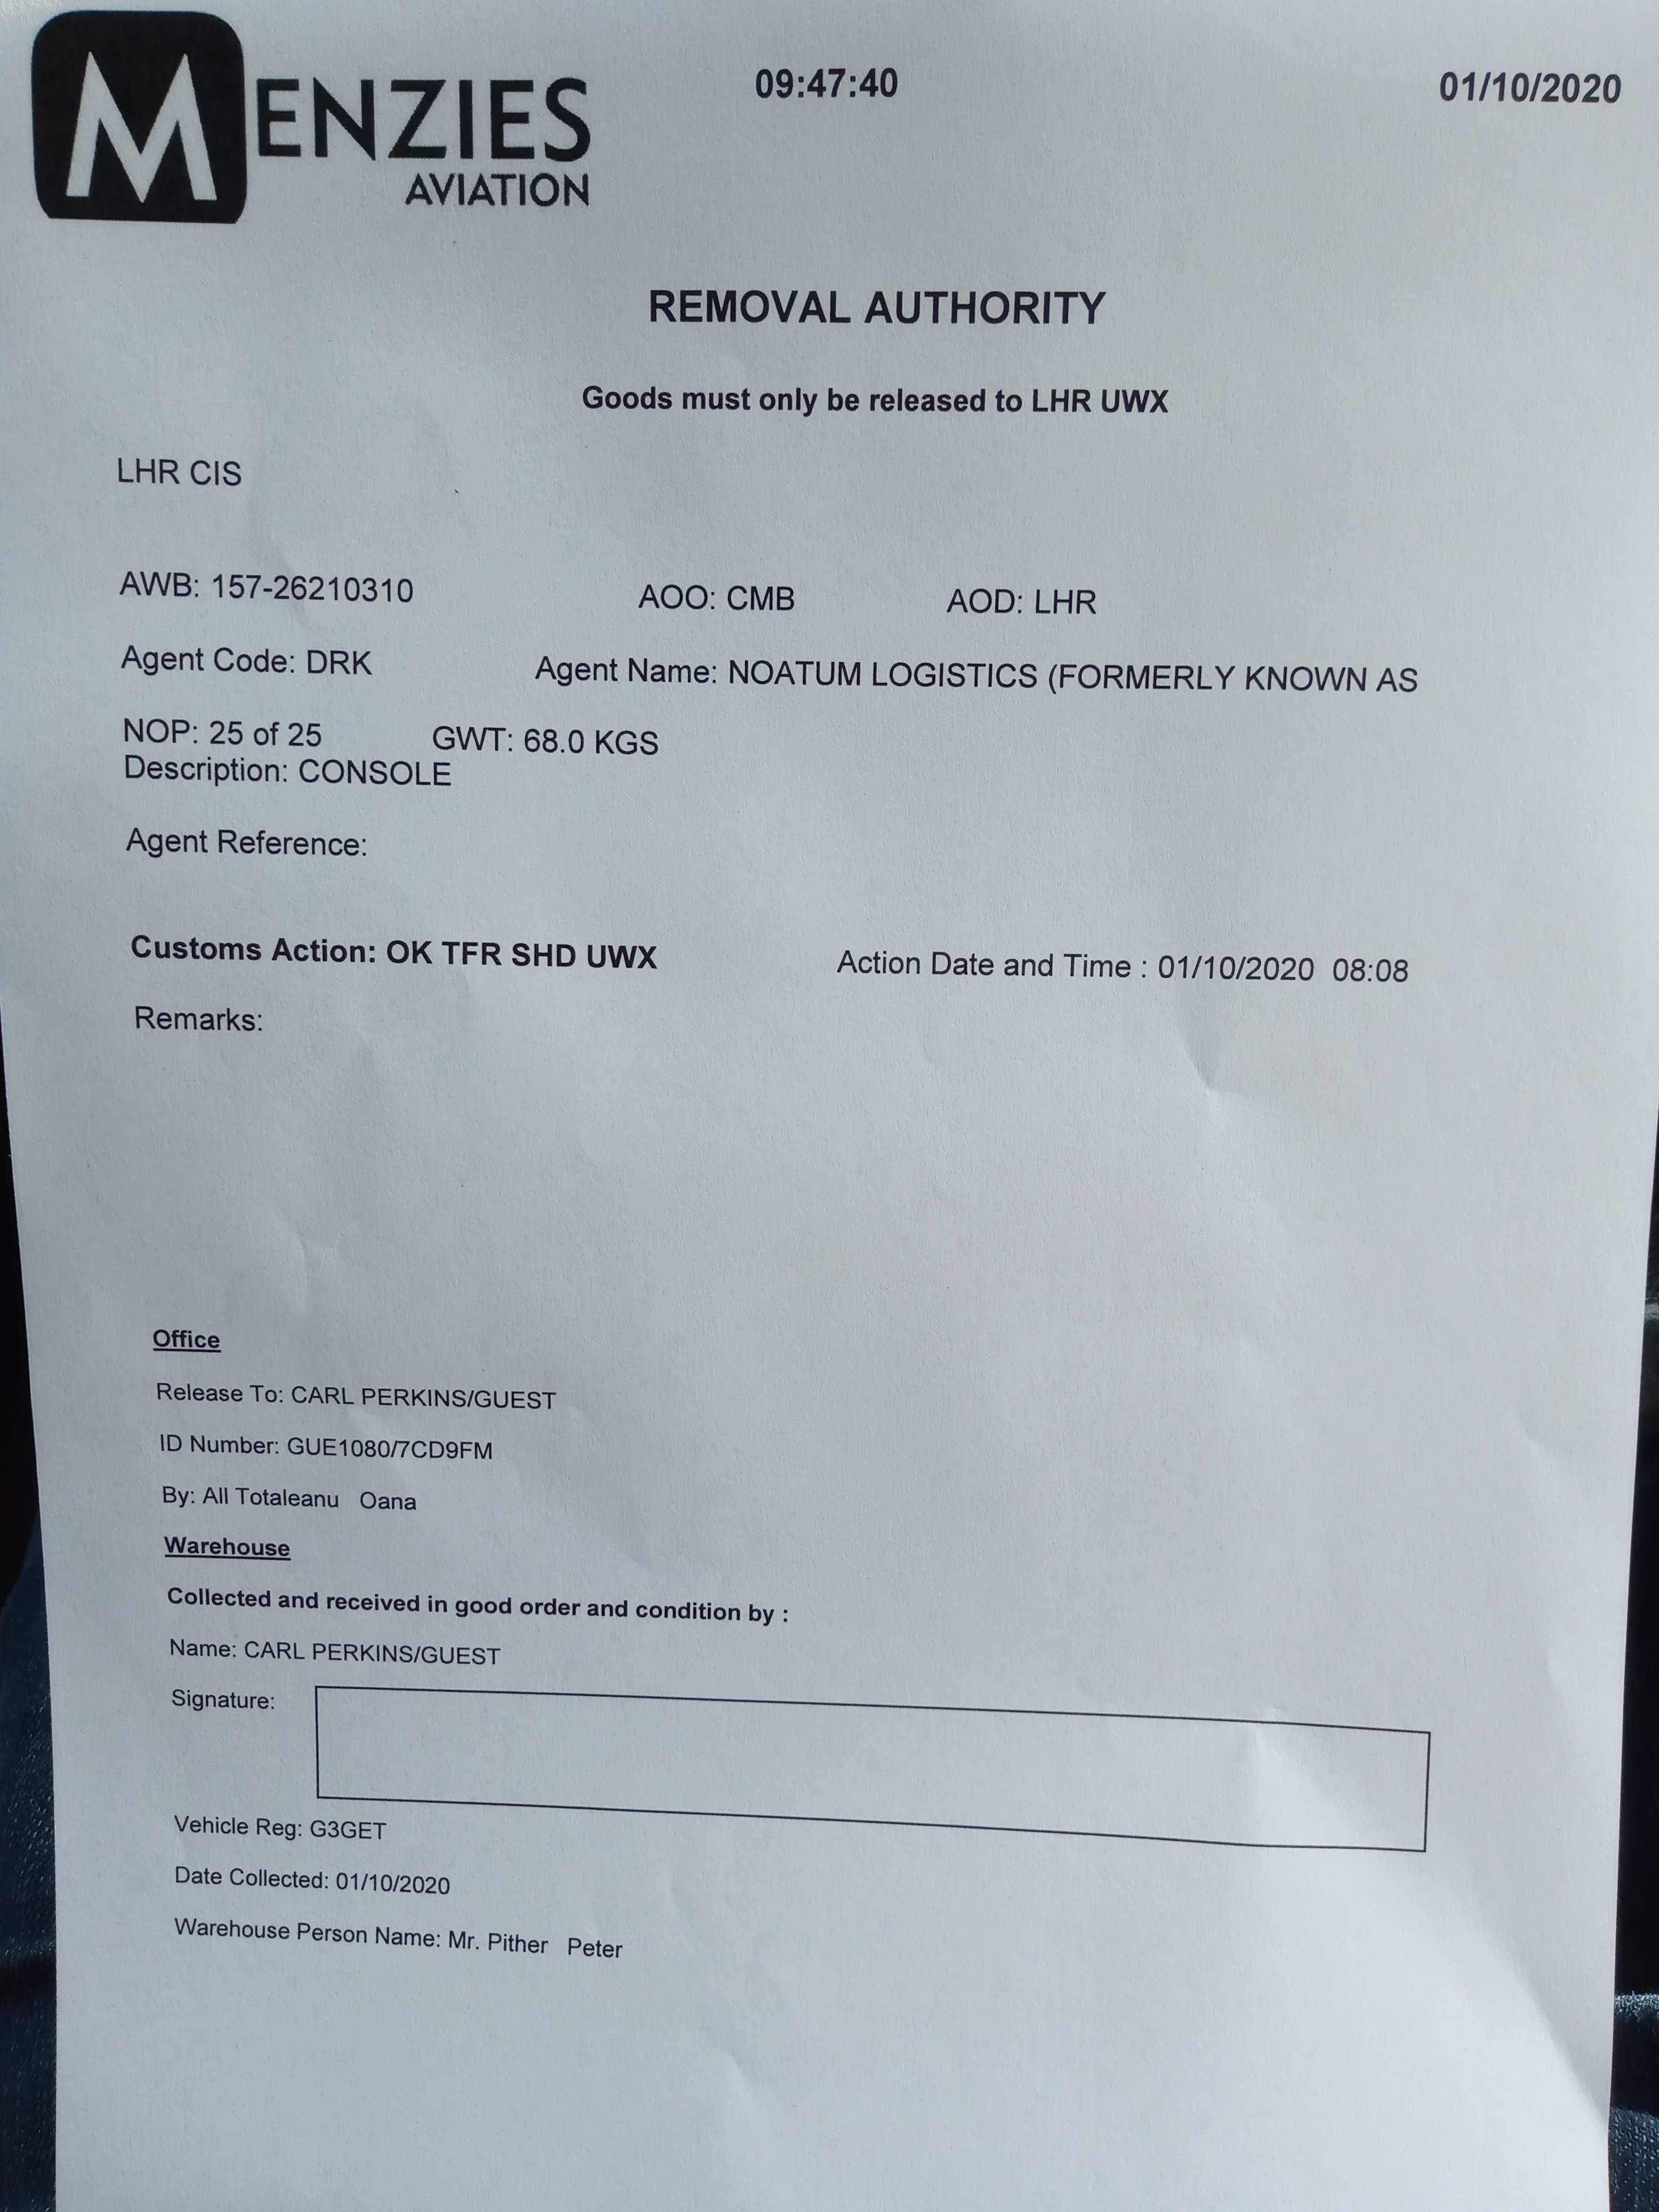 MENZIES
AVIATION
09:47:40
01/10/2020
REMOVAL AUTHORITY
Goods must only be released to LHR UWX
LHR CIS
AWB: 157-26210310 AOO: CMB AOD: LHR
Agent Code: DRK Agent Name: NOATUM LOGISTICS (FORMERLY KNOWN AS
NOP: 25 of 25 GWT: 68.0 KGS
Description: CONSOLE
Agent Reference:
Customs Action: OK TFR SHD UWX Action Date and Time : 01/10/2020 08:08
Remarks:
Office
Release To: CARL PERKINS/GUEST
ID Number: GUE1080/7CD9FM
By: All Totaleanu Oana
Warehouse
Collected and received in good order and condition by :
Name: CARL PERKINS/GUEST
Signature:
Vehicle Reg: G3GET
Date Collected: 01/10/2020
Warehouse Person Name: Mr. Pither Peter